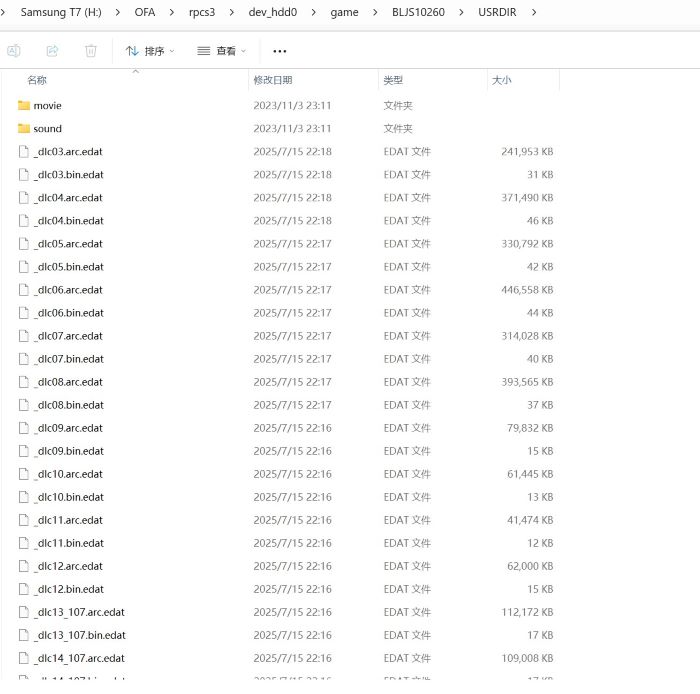 Samsung T7 (H:) > OFA > rpcs3 > dev_hdd0 > game > BLJS10260 > USRDIR >
排序 查看
名称 修改日期 类型 大小
movie 2023/11/3 23:11 文件夹
sound 2023/11/3 23:11 文件夹
_dlc03.arc.edat 2025/7/15 22:18 EDAT 文件 241,953 KB
_dlc03.bin.edat 2025/7/15 22:18 EDAT 文件 31 KB
_dlc04.arc.edat 2025/7/15 22:18 EDAT 文件 371,490 KB
_dlc04.bin.edat 2025/7/15 22:18 EDAT 文件 46 KB
_dlc05.arc.edat 2025/7/15 22:17 EDAT 文件 330,792 KB
_dlc05.bin.edat 2025/7/15 22:17 EDAT 文件 42 KB
_dlc06.arc.edat 2025/7/15 22:17 EDAT 文件 446,558 KB
_dlc06.bin.edat 2025/7/15 22:17 EDAT 文件 44 KB
_dlc07.arc.edat 2025/7/15 22:17 EDAT 文件 314,028 KB
_dlc07.bin.edat 2025/7/15 22:17 EDAT 文件 40 KB
_dlc08.arc.edat 2025/7/15 22:17 EDAT 文件 393,565 KB
_dlc08.bin.edat 2025/7/15 22:17 EDAT 文件 37 KB
_dlc09.arc.edat 2025/7/15 22:16 EDAT 文件 79,832 KB
_dlc09.bin.edat 2025/7/15 22:16 EDAT 文件 15 KB
_dlc10.arc.edat 2025/7/15 22:16 EDAT 文件 61,445 KB
_dlc10.bin.edat 2025/7/15 22:16 EDAT 文件 13 KB
_dlc11.arc.edat 2025/7/15 22:16 EDAT 文件 41,474 KB
_dlc11.bin.edat 2025/7/15 22:16 EDAT 文件 12 KB
_dlc12.arc.edat 2025/7/15 22:16 EDAT 文件 62,000 KB
_dlc12.bin.edat 2025/7/15 22:16 EDAT 文件 15 KB
_dlc13_107.arc.edat 2025/7/15 22:16 EDAT 文件 112,172 KB
_dlc13_107.bin.edat 2025/7/15 22:16 EDAT 文件 17 KB
_dlc14_107.arc.edat 2025/7/15 22:16 EDAT 文件 109,008 KB